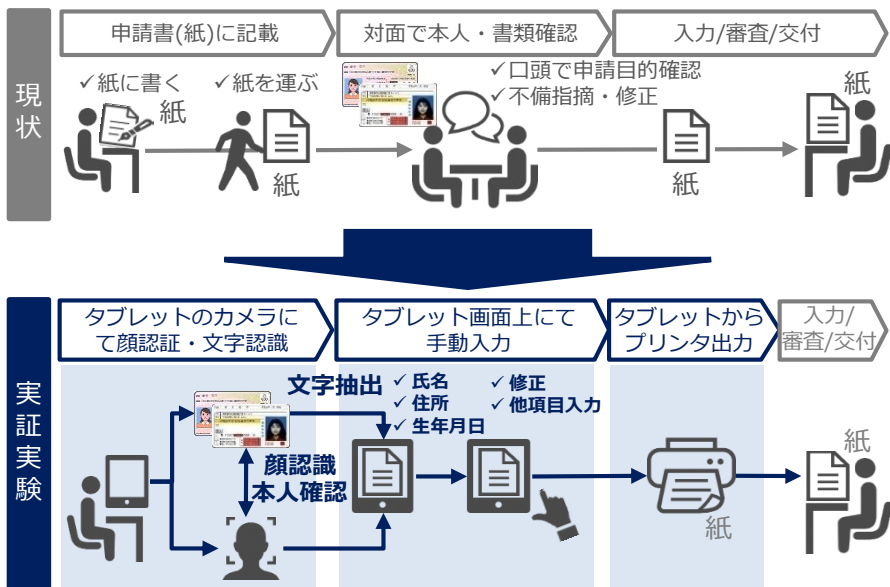 申請書(紙)に記載
対面で本人・書類確認
入力/審査/交付
現状
✓紙に書く
✓紙を運ぶ
✓口頭で申請目的確認
✓不備指摘・修正
紙
紙
紙
紙
タブレットのカメラに
て顔認証・文字認識
タブレット画面上にて
手動入力
タブレットから
プリンタ出力
入力/
審査/交付
実証実験
文字抽出
✓氏名
✓住所
✓生年月日
✓修正
✓他項目入力
顔認識
本人確認
紙
紙